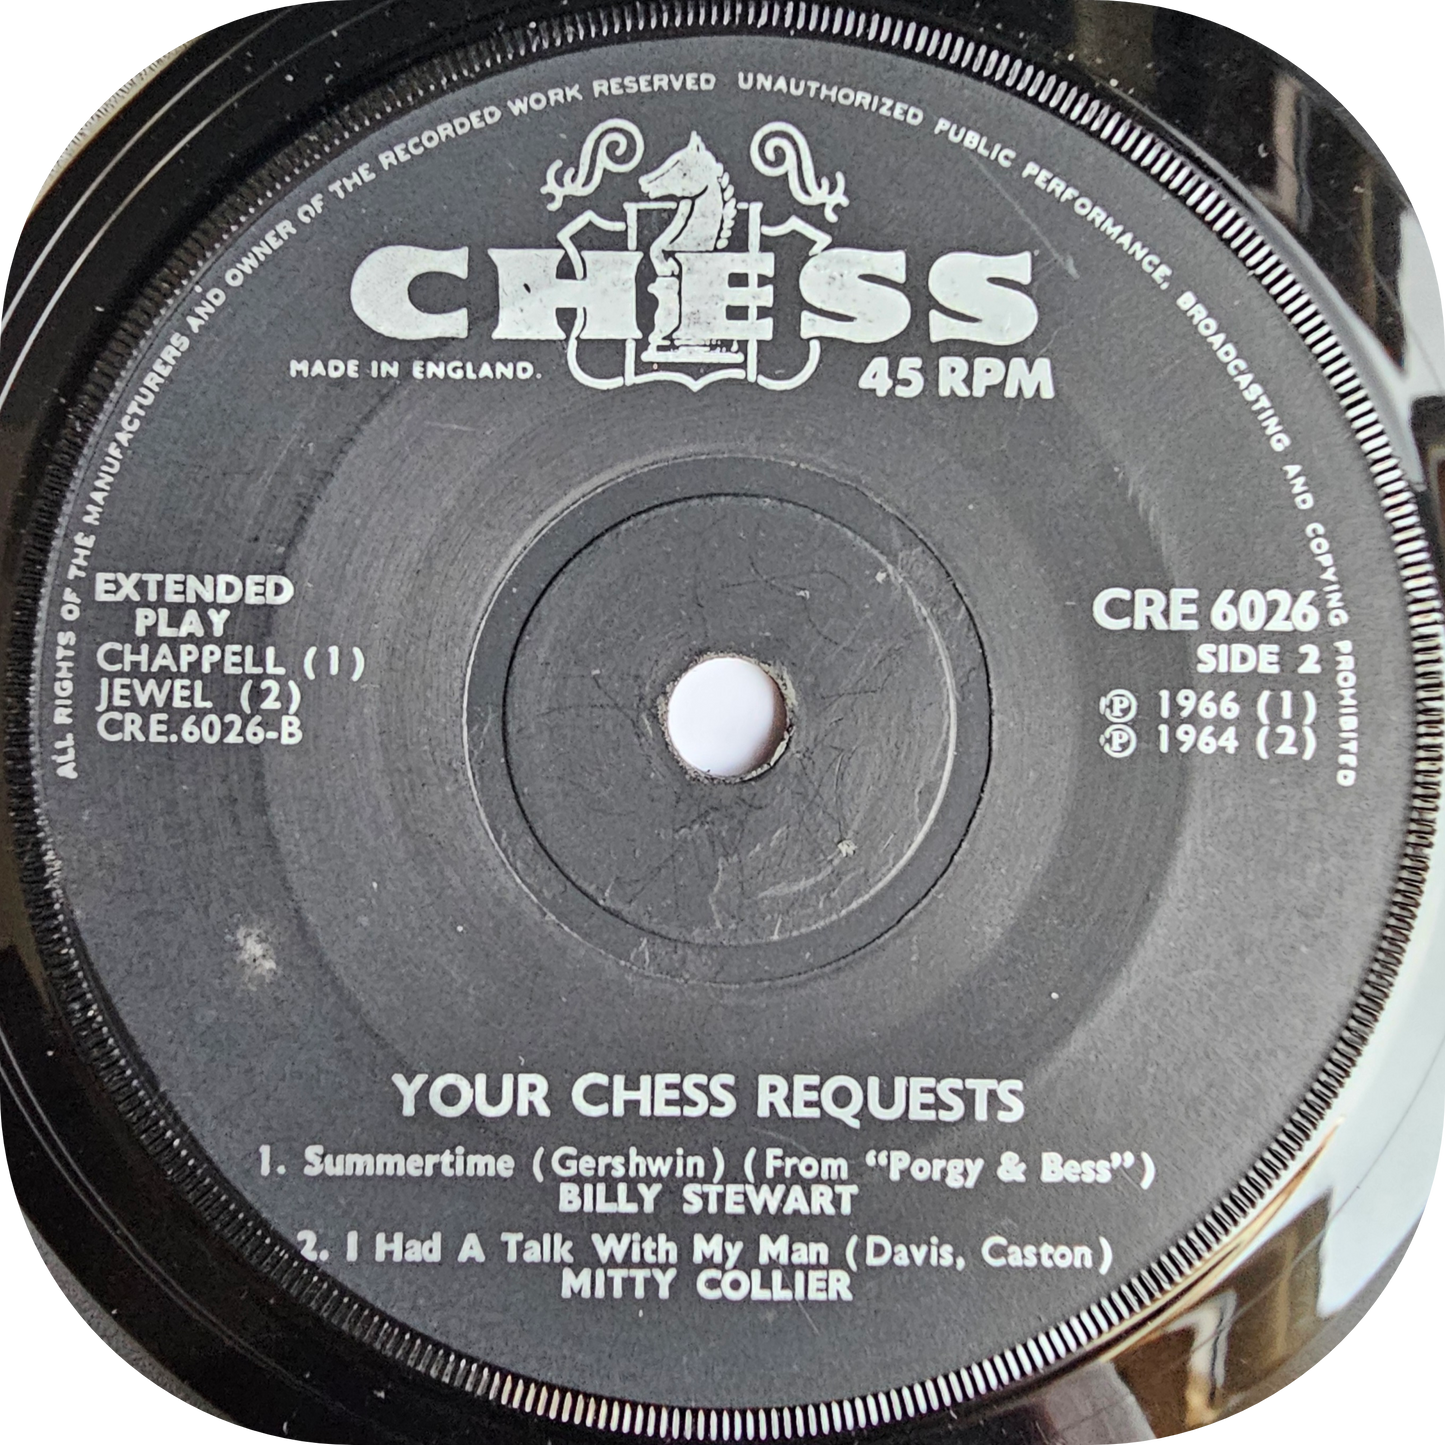 ALL RIGHTS OF THE MANUFACTURERS AND OWNER OF THE RECORDED WORK RESERVED UNAUTHORIZED PUBLIC PERFORMANCE, BROADCASTING AND COPYING PROHIBITED
CHESS
MADE IN ENGLAND.
45 RPM
EXTENDED
PLAY
CHAPPELL (1)
JEWEL (2)
CRE.6026-B
CRE 6026
SIDE 2
℗ 1966 (1)
℗ 1964 (2)
YOUR CHESS REQUESTS
1. Summertime (Gershwin) (From “Porgy & Bess”)
BILLY STEWART
2. I Had A Talk With My Man (Davis, Caston)
MITTY COLLIER